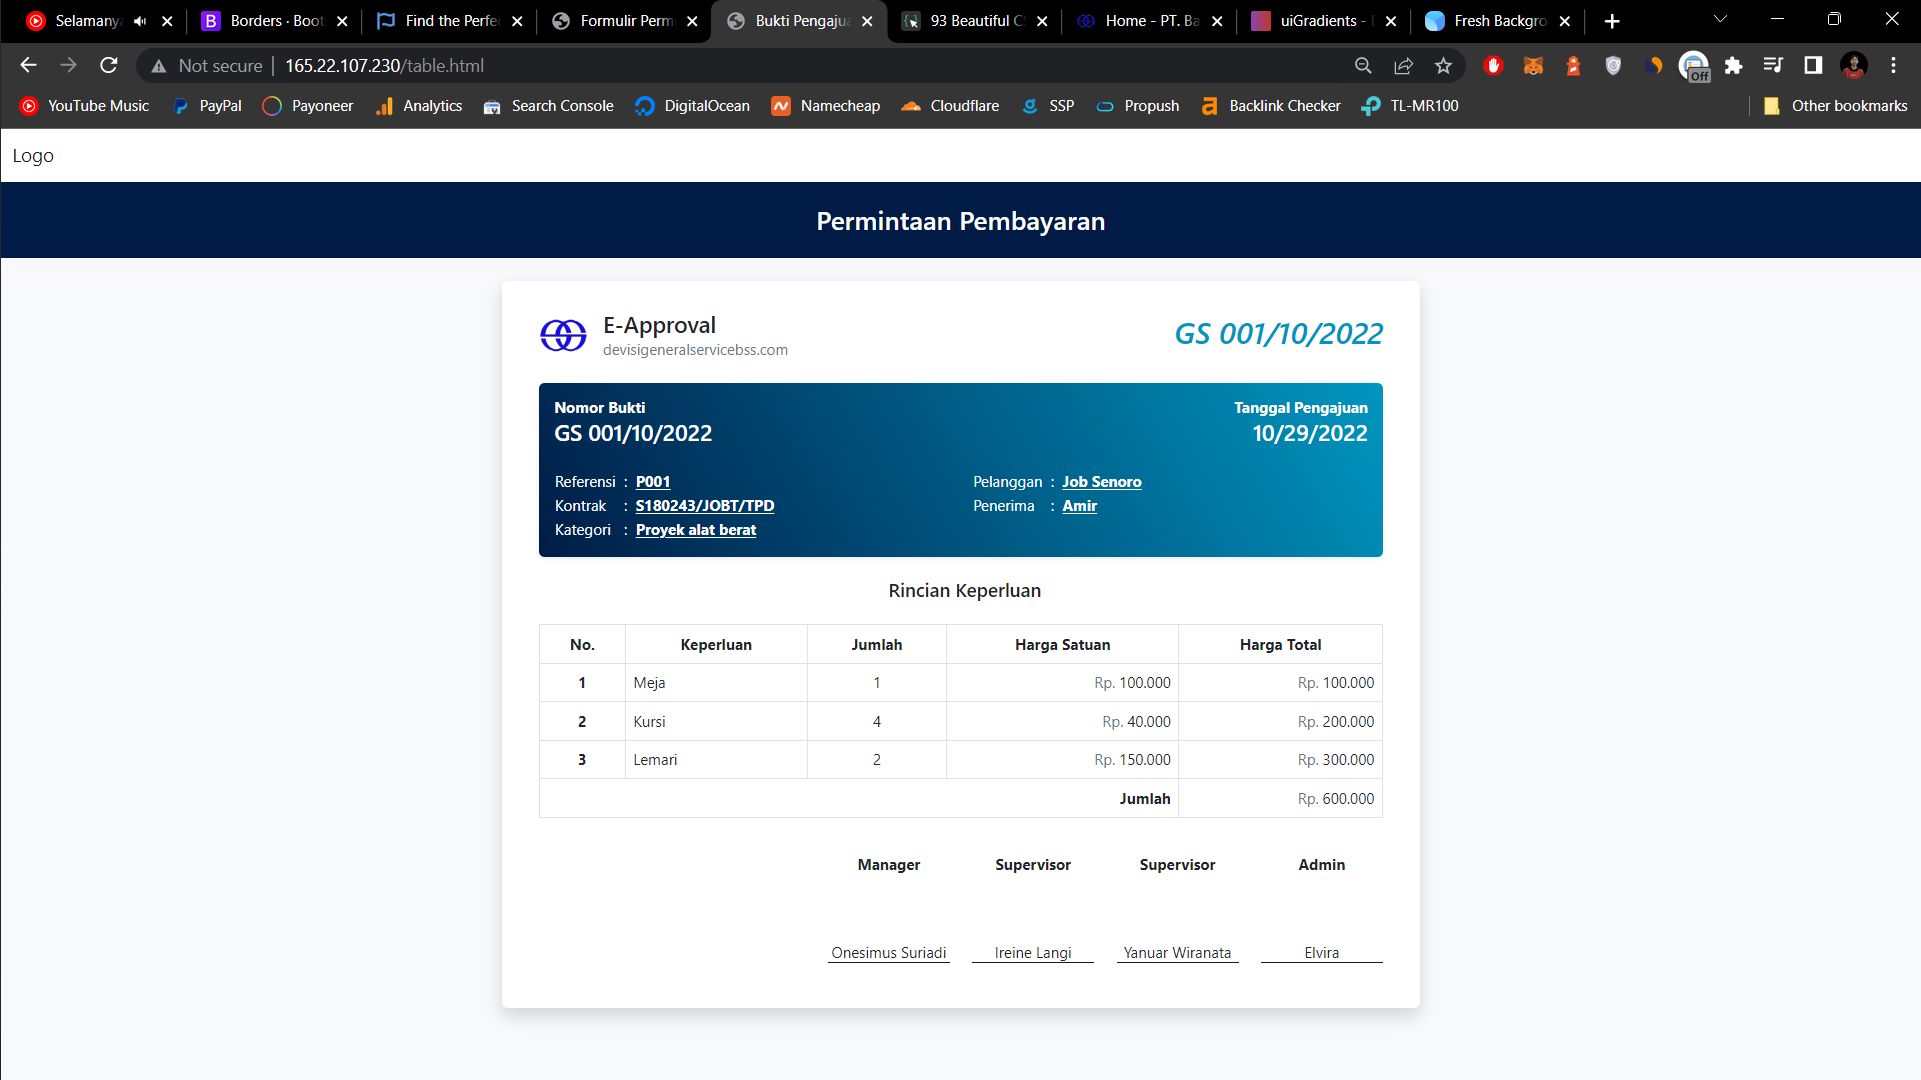 Selamanya
Borders · Boot
Find the Perfe
Formulir Perm
Bukti Pengajua
93 Beautiful C
Home - PT. Ba
uiGradients -
Fresh Backgro
Not secure
165.22.107.230/table.html
Off
YouTube Music
PayPal
Payoneer
Analytics
Search Console
DigitalOcean
Namecheap
Cloudflare
SSP
Propush
Backlink Checker
TL-MR100
Other bookmarks
Logo
Permintaan Pembayaran
E-Approval
devisigeneralservicebss.com
GS 001/10/2022
Nomor Bukti
GS 001/10/2022
Tanggal Pengajuan
10/29/2022
Referensi : P001
Kontrak : S180243/JOBT/TPD
Kategori : Proyek alat berat
Pelanggan : Job Senoro
Penerima : Amir
Rincian Keperluan
No. Keperluan Jumlah Harga Satuan Harga Total
1 Meja 1 Rp. 100.000 Rp. 100.000
2 Kursi 4 Rp. 40.000 Rp. 200.000
3 Lemari 2 Rp. 150.000 Rp. 300.000
Jumlah Rp. 600.000
Manager Supervisor Supervisor Admin
Onesimus Suriadi Ireine Langi Yanuar Wiranata Elvira